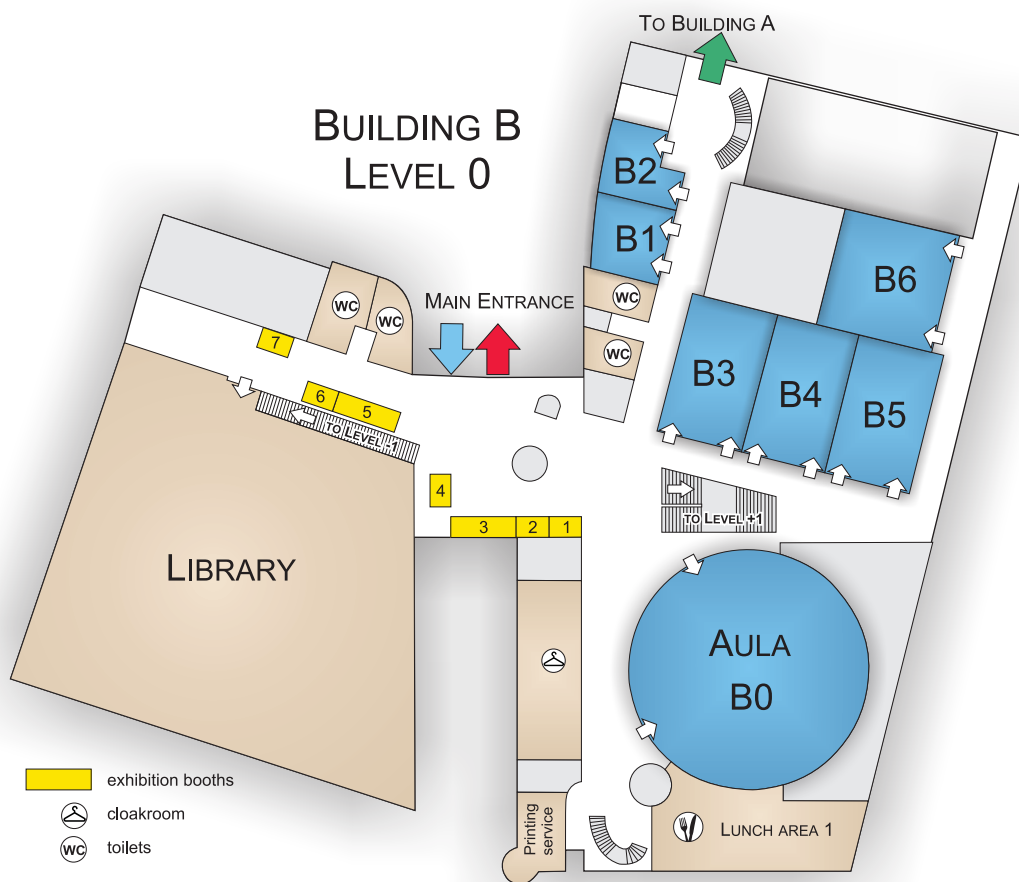 TO BUILDING A
BUILDING B
LEVEL 0
B2
B1
B6
WC
WC
MAIN ENTRANCE
WC
WC
7
B3
B4
B5
6
5
TO LEVEL -1
4
TO LEVEL +1
3
2
1
LIBRARY
AULA
B0
exhibition booths
cloakroom
WC
toilets
Printing
service
LUNCH AREA 1